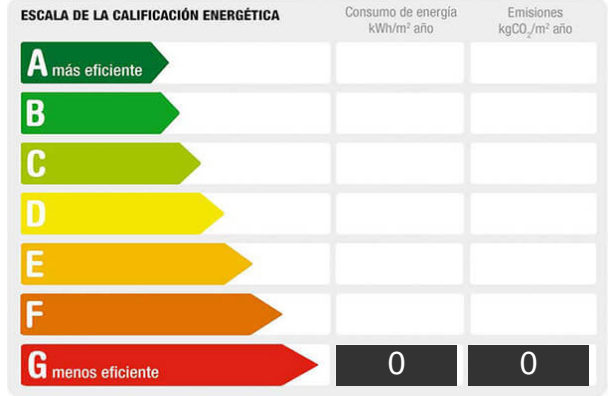 ESCALA DE LA CALIFICACIÓN ENERGÉTICA
Consumo de energía
kWh/m² año
Emisiones
kgCO₂/m² año
A más eficiente
B
C
D
E
F
G menos eficiente
0
0